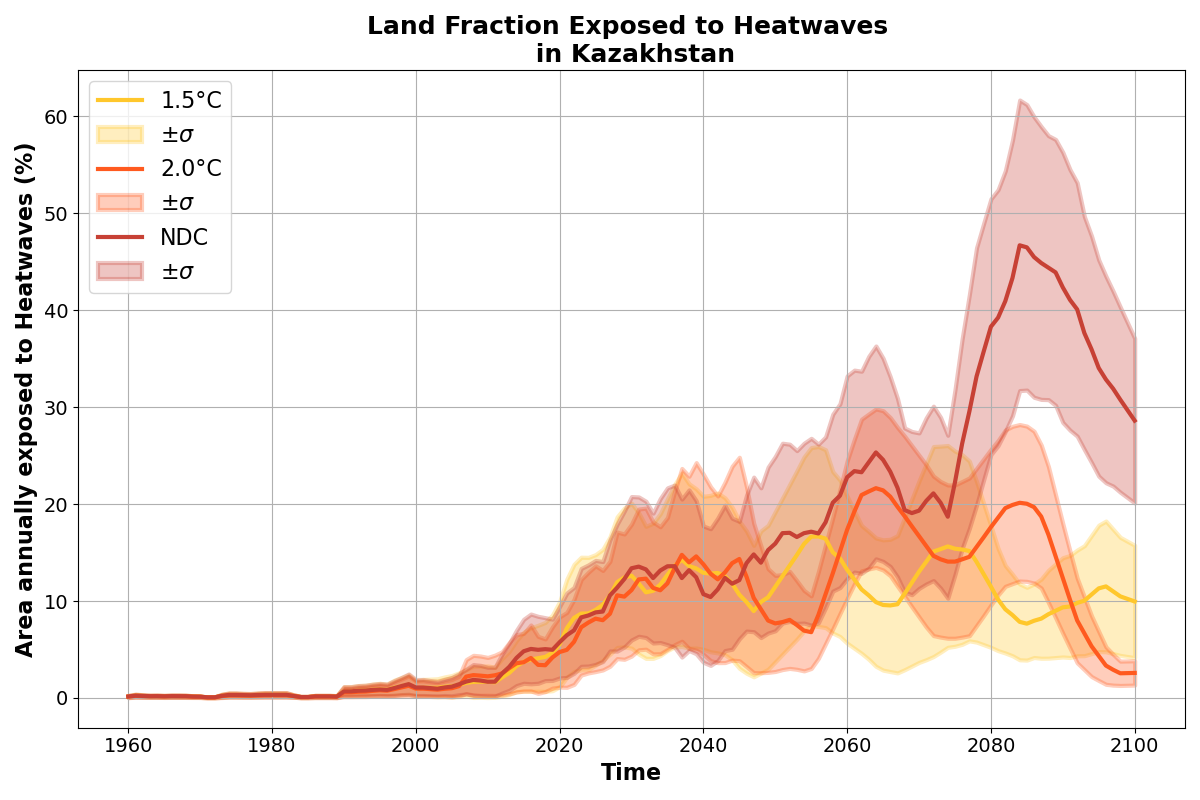 Land Fraction Exposed to Heatwaves
in Kazakhstan
Area annually exposed to Heatwaves (%)
60
50
40
30
20
10
0
1.5°C
±σ
2.0°C
±σ
NDC
±σ
1960
1980
2000
2020
2040
2060
2080
2100
Time